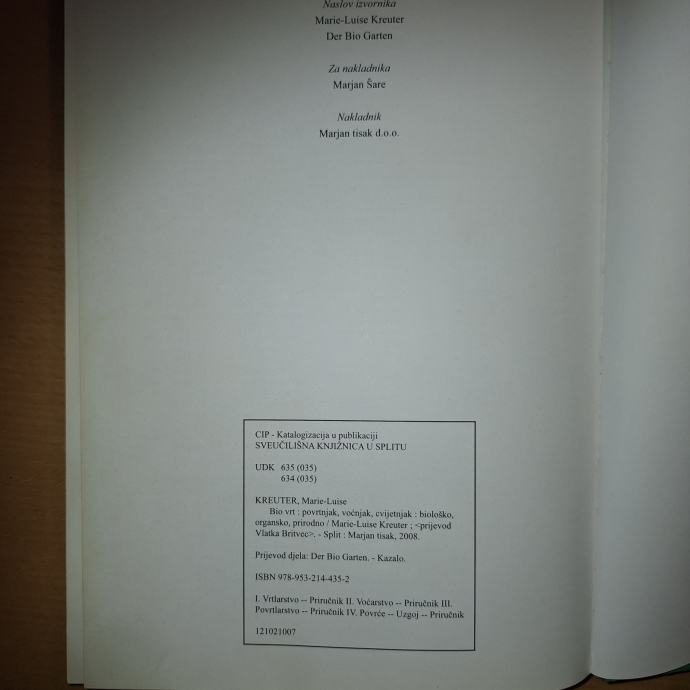 Naslov izvornika
Marie-Luise Kreuter
Der Bio Garten
Za nakladnika
Marjan Šare
Nakladnik
Marjan tisak d.o.o.
CIP - Katalogizacija u publikaciji
SVEUČILIŠNA KNJIŽNICA U SPLITU
UDK 635 (035)
634 (035)
KREUTER, Marie-Luise
Bio vrt : povrtnjak, voćnjak, cvijetnjak : biološko,
organsko, prirodno / Marie-Luise Kreuter ; <prijevod
Vlatka Britvec>. - Split : Marjan tisak, 2008.
Prijevod djela: Der Bio Garten. - Kazalo.
ISBN 978-953-214-435-2
I. Vrtlarstvo -- Priručnik II. Voćarstvo -- Priručnik III.
Povrtlarstvo -- Priručnik IV. Povrće -- Uzgoj -- Priručnik
121021007